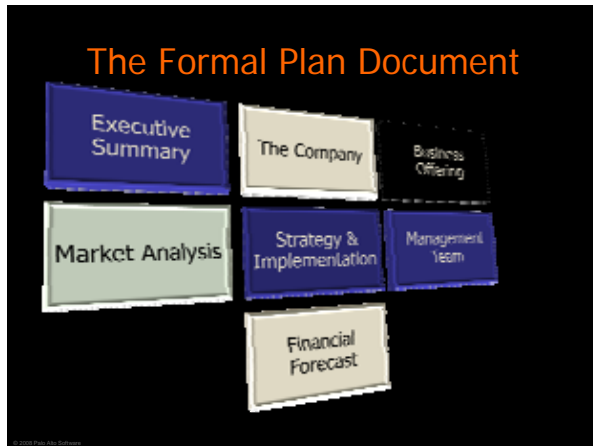 The Formal Plan Document
Executive
Summary
The Company
Business
Offering
Market Analysis
Strategy &
Implementation
Management
Team
Financial
Forecast
© 2008 Palo Alto Software